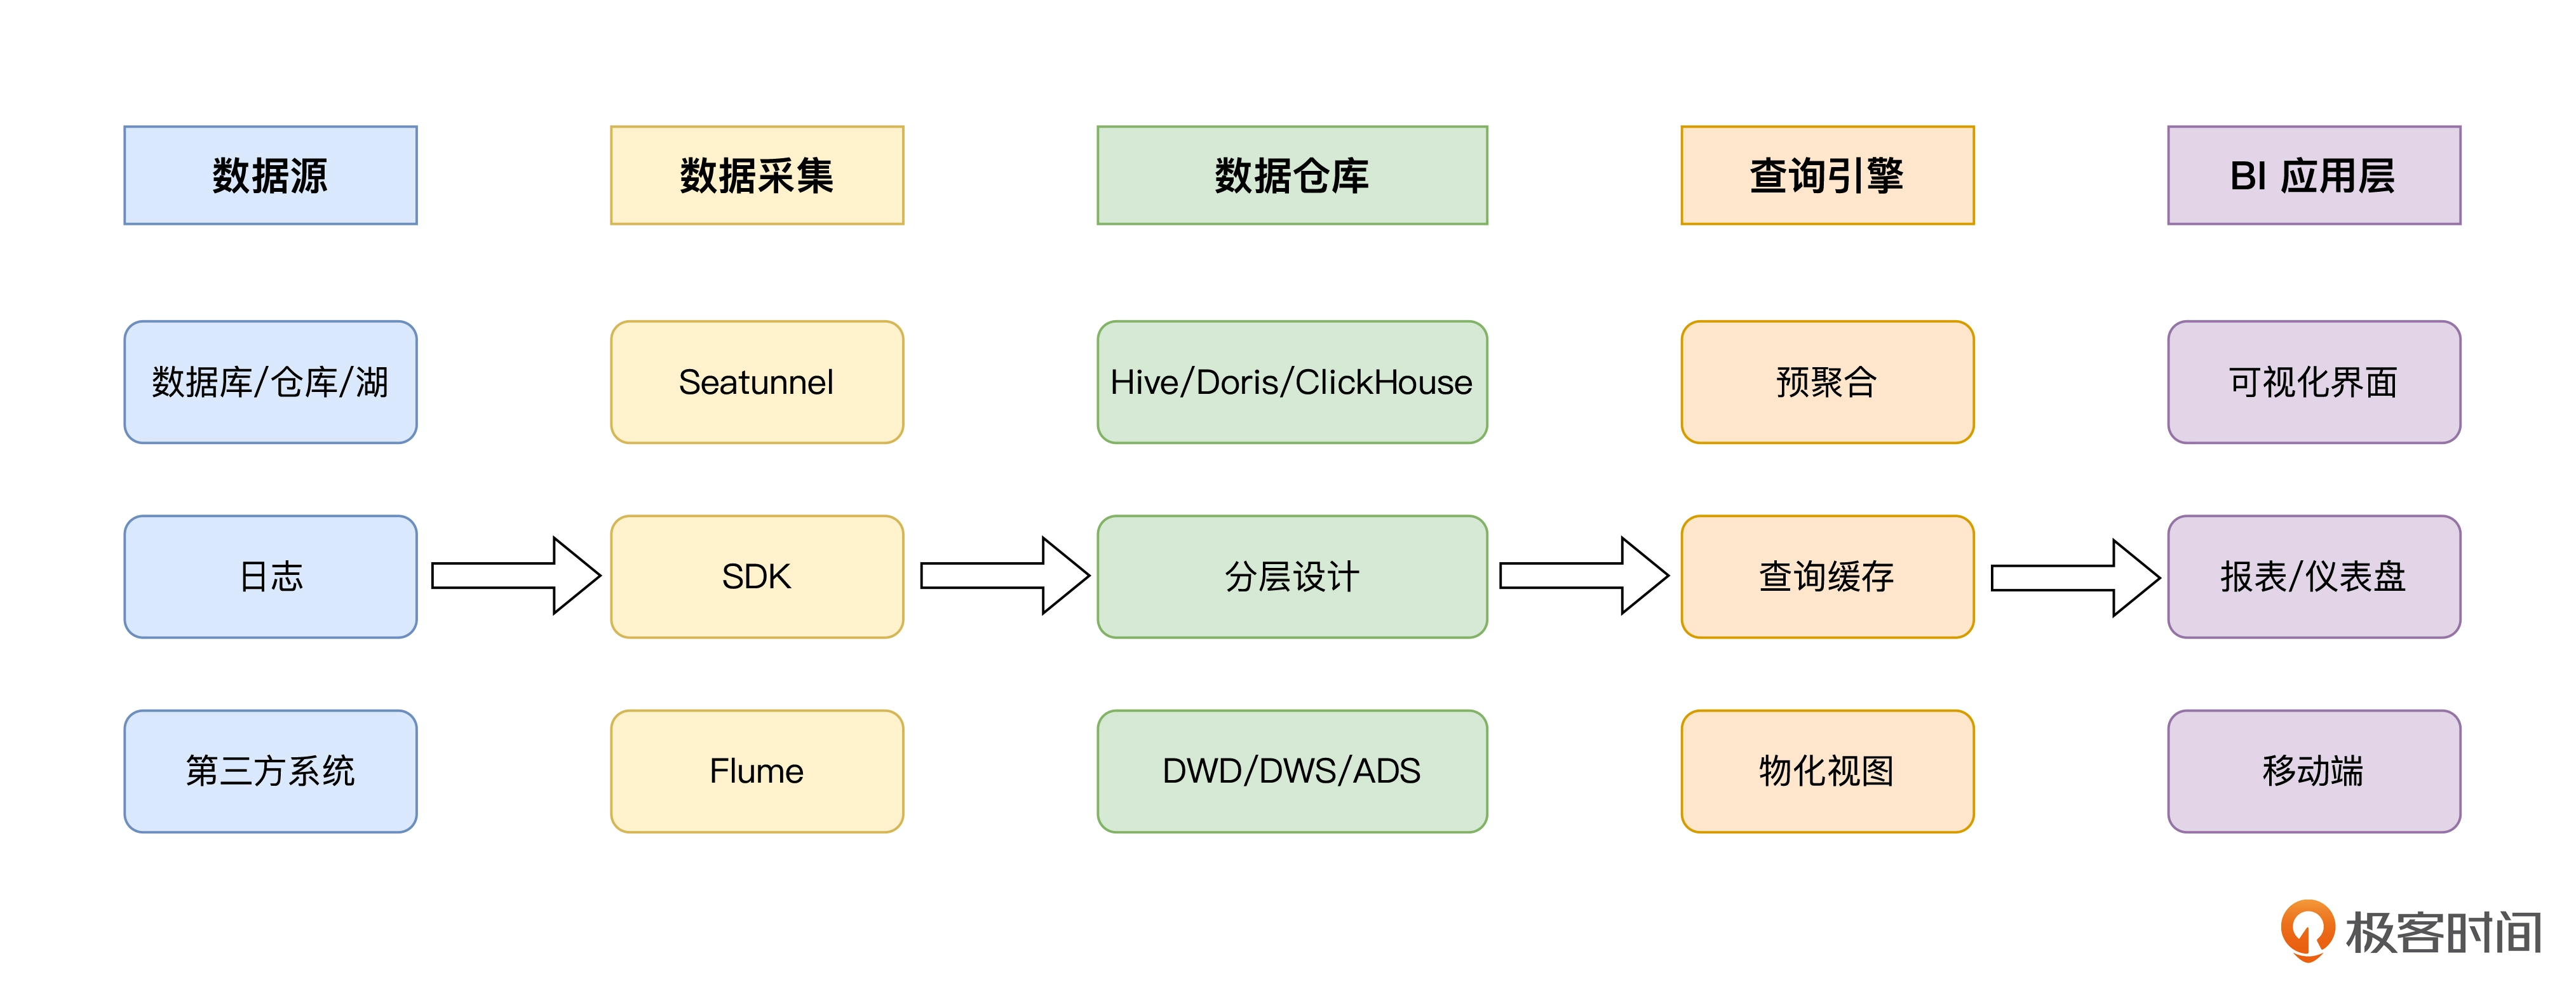 数据源
数据采集
数据仓库
查询引擎
BI 应用层
数据库/仓库/湖
Seatunnel
Hive/Doris/ClickHouse
预聚合
可视化界面
日志
SDK
分层设计
查询缓存
报表/仪表盘
第三方系统
Flume
DWD/DWS/ADS
物化视图
移动端
极客时间